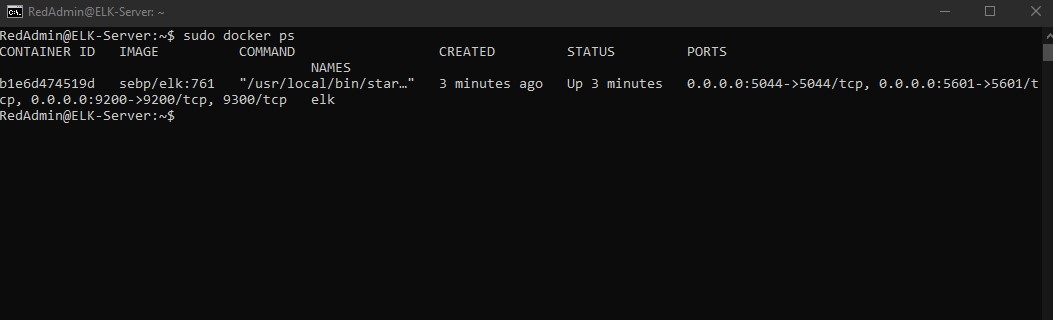 RedAdmin@ELK-Server: ~
RedAdmin@ELK-Server:~$ sudo docker ps
CONTAINER ID   IMAGE          COMMAND                  CREATED         STATUS         PORTS
                                       NAMES
b1e6d474519d   sebp/elk:761   "/usr/local/bin/star…"   3 minutes ago   Up 3 minutes   0.0.0.0:5044->5044/tcp, 0.0.0.0:5601->5601/t
cp, 0.0.0.0:9200->9200/tcp, 9300/tcp   elk
RedAdmin@ELK-Server:~$